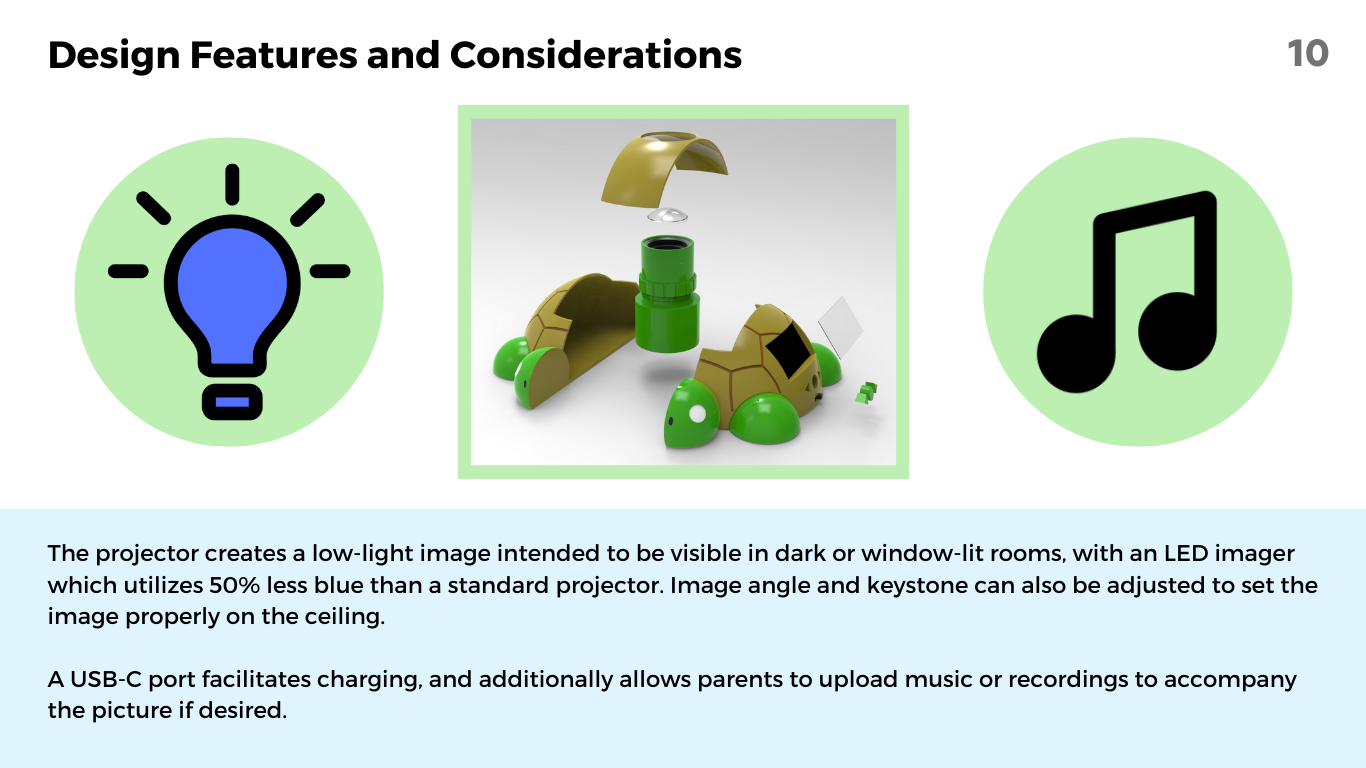 Design Features and Considerations
10
The projector creates a low-light image intended to be visible in dark or window-lit rooms, with an LED imager
which utilizes 50% less blue than a standard projector. Image angle and keystone can also be adjusted to set the
image properly on the ceiling.
A USB-C port facilitates charging, and additionally allows parents to upload music or recordings to accompany
the picture if desired.